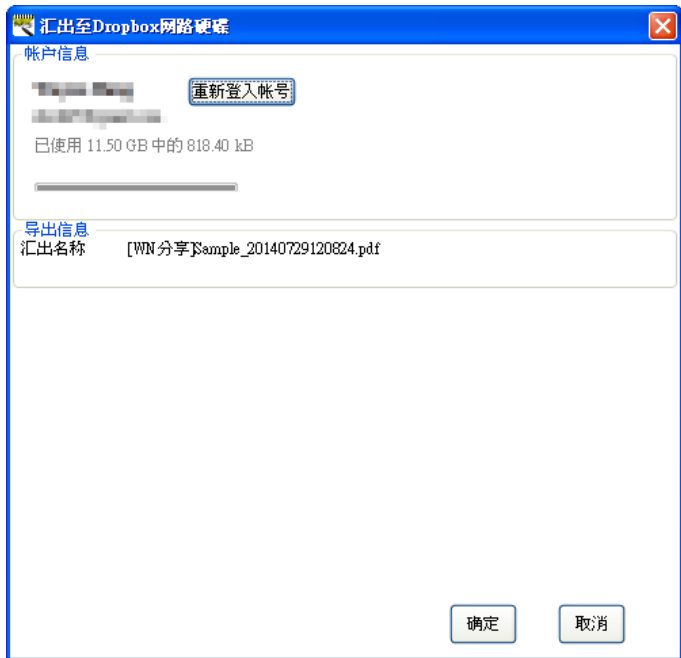 汇出至Dropbox网路硬碟
帐户信息
重新登入帐号
已使用 11.50 GB 中的 818.40 kB
导出信息
汇出名称 [WN分享]Sample_20140729120824.pdf
确定 取消